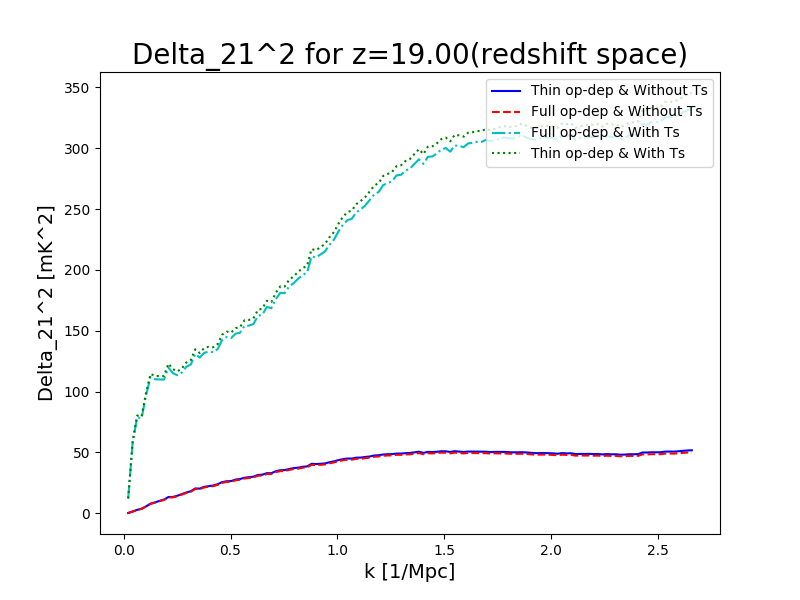 Delta_21^2 for z=19.00(redshift space)
Thin op-dep & Without Ts
Full op-dep & Without Ts
Full op-dep & With Ts
Thin op-dep & With Ts
350
300
250
200
150
100
50
0
Delta_21^2 [mK^2]
0.0 0.5 1.0 1.5 2.0 2.5
k [1/Mpc]